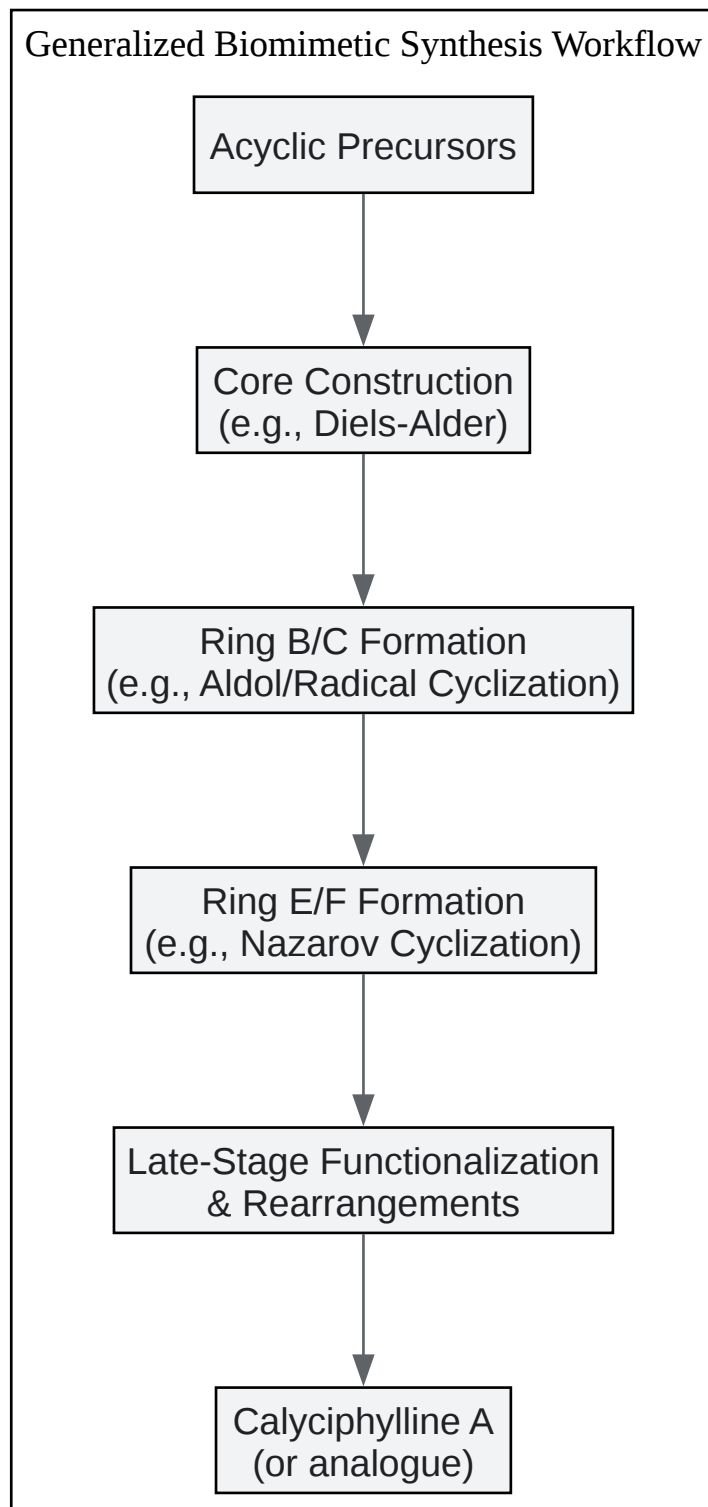 Generalized Biomimetic Synthesis Workflow
Acyclic Precursors
Core Construction
(e.g., Diels-Alder)
Ring B/C Formation
(e.g., Aldol/Radical Cyclization)
Ring E/F Formation
(e.g., Nazarov Cyclization)
Late-Stage Functionalization
& Rearrangements
Calyciphylline A
(or analogue)